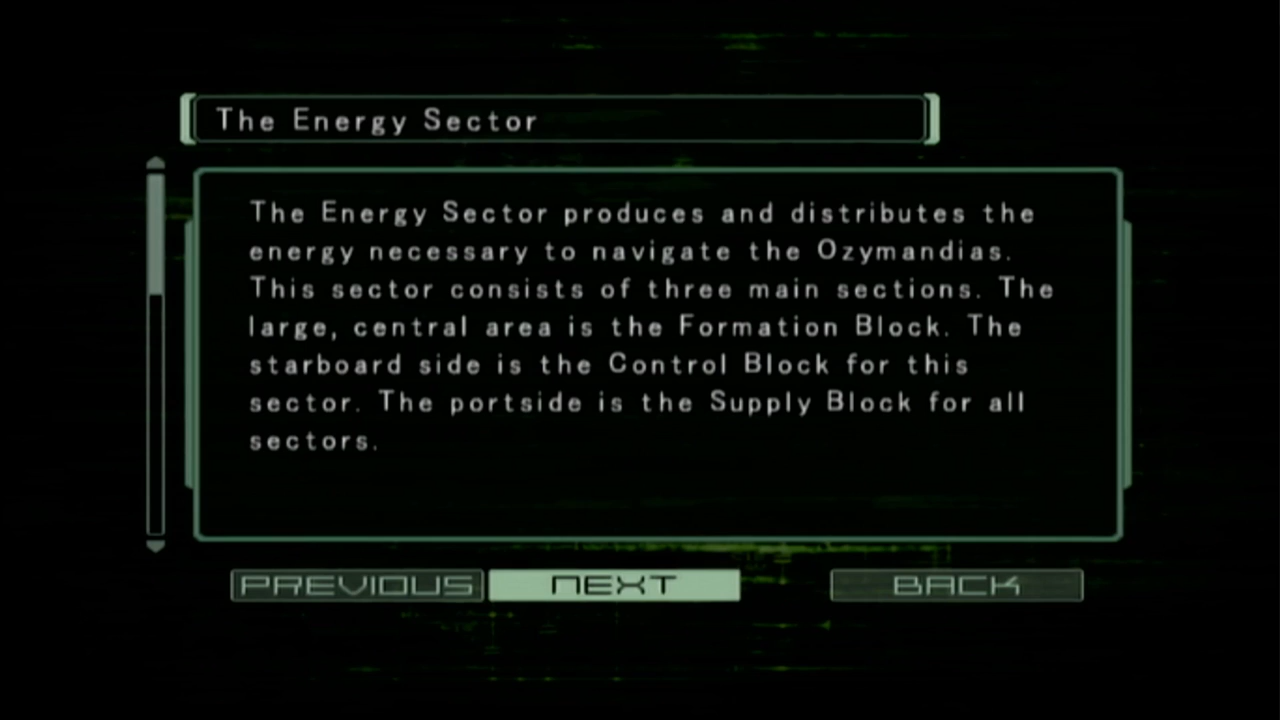 The Energy Sector
The Energy Sector produces and distributes the
energy necessary to navigate the Ozymandias.
This sector consists of three main sections. The
large, central area is the Formation Block. The
starboard side is the Control Block for this
sector. The portside is the Supply Block for all
sectors.
PREVIOUS
NEXT
BACK